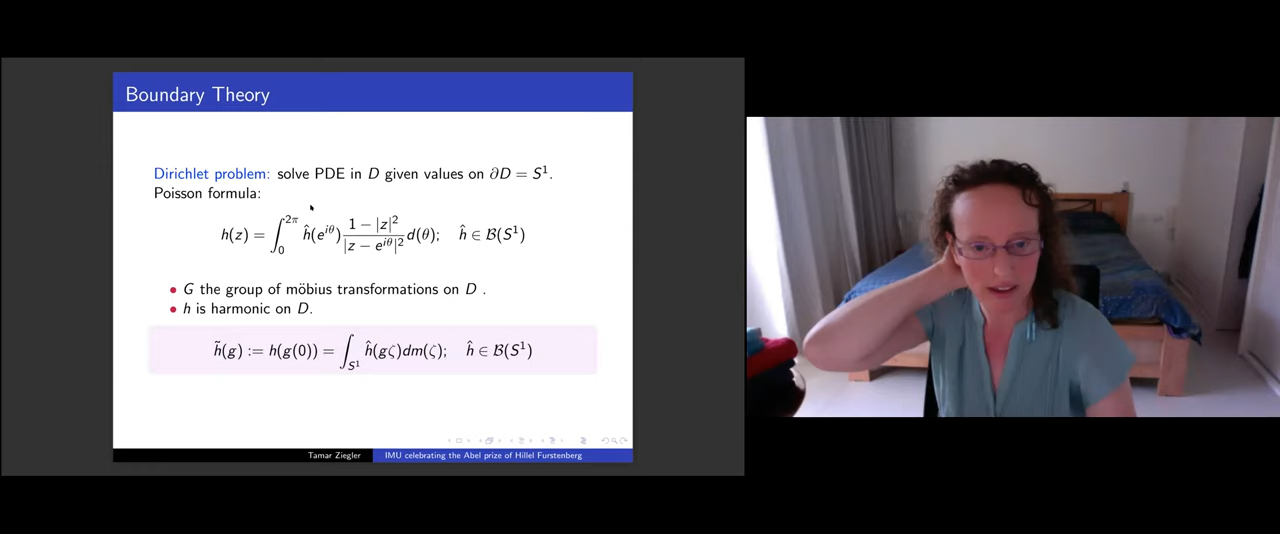 Boundary Theory
Dirichlet problem: solve PDE in D given values on ∂D = S¹.
Poisson formula:
h(z) = ∫₀^{2π} ĥ(e^{iθ}) \frac{1 − |z|²}{|z − e^{iθ}|²} d(θ); ĥ ∈ B(S¹)
• G the group of möbius transformations on D .
• h is harmonic on D.
h̃(g) := h(g(0)) = ∫_{S¹} ĥ(gζ)dm(ζ); ĥ ∈ B(S¹)
Tamar Ziegler
IMU celebrating the Abel prize of Hillel Furstenberg